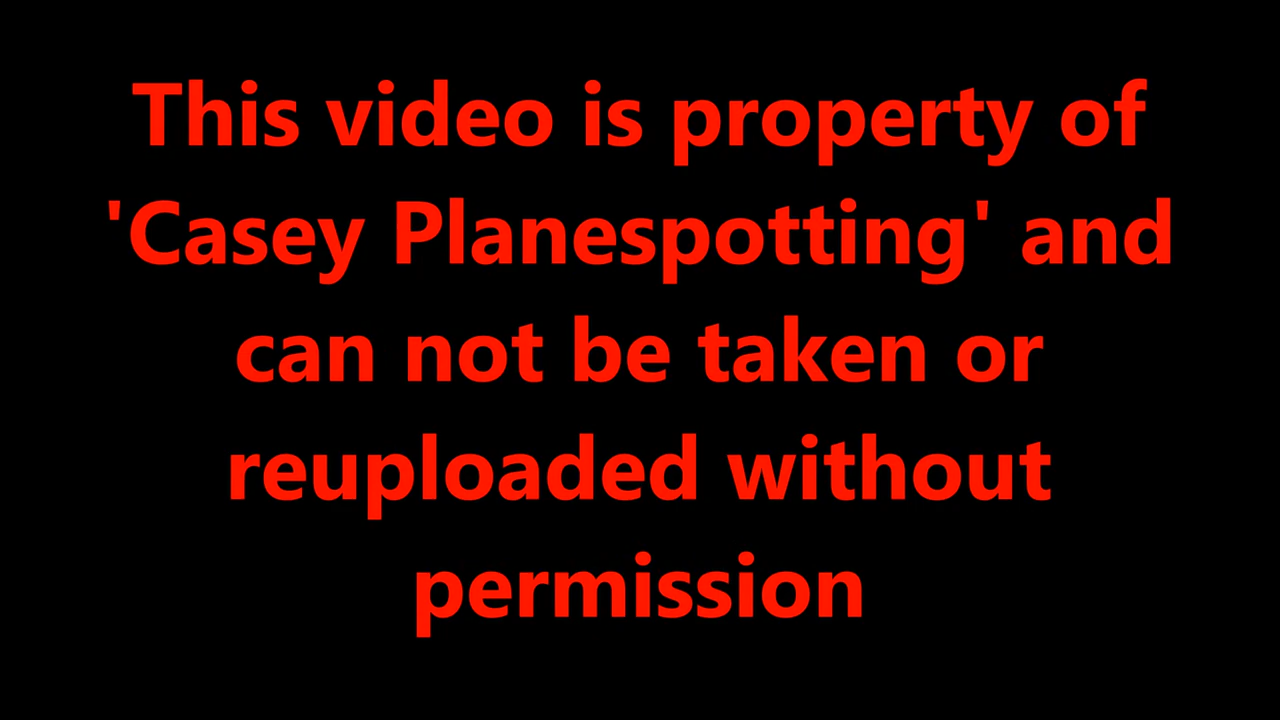 This video is property of
'Casey Planespotting' and
can not be taken or
reuploaded without
permission